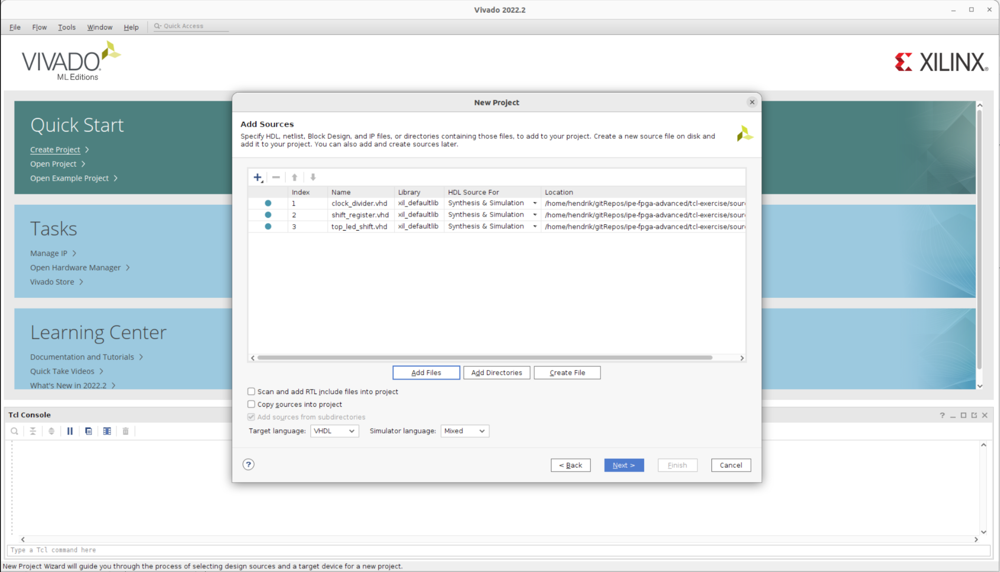 Vivado 2022.2
File Flow Tools Window Help Quick Access
VIVADO.
ML Editions
XILINX®
Quick Start
Create Project
Open Project
Open Example Project
Tasks
Manage IP
Open Hardware Manager
Vivado Store
Learning Center
Documentation and Tutorials
Quick Take Videos
What's New in 2022.2
New Project
Add Sources
Specify HDL, netlist, Block Design, and IP files, or directories containing those files, to add to your project. Create a new source file on disk and
add it to your project. You can also add and create sources later.
Index Name Library HDL Source For Location
1 clock_divider.vhd xil_defaultlib Synthesis & Simulation /home/hendrik/gitRepos/ipe-fpga-advanced/tcl-exercise/sour
2 shift_register.vhd xil_defaultlib Synthesis & Simulation /home/hendrik/gitRepos/ipe-fpga-advanced/tcl-exercise/sour
3 top_led_shift.vhd xil_defaultlib Synthesis & Simulation /home/hendrik/gitRepos/ipe-fpga-advanced/tcl-exercise/sour
Add Files Add Directories Create File
Scan and add RTL include files into project
Copy sources into project
Add sources from subdirectories
Target language: VHDL Simulator language: Mixed
? < Back Next > Finish Cancel
Tcl Console
Type a Tcl command here
New Project Wizard will guide you through the process of selecting design sources and a target device for a new project.